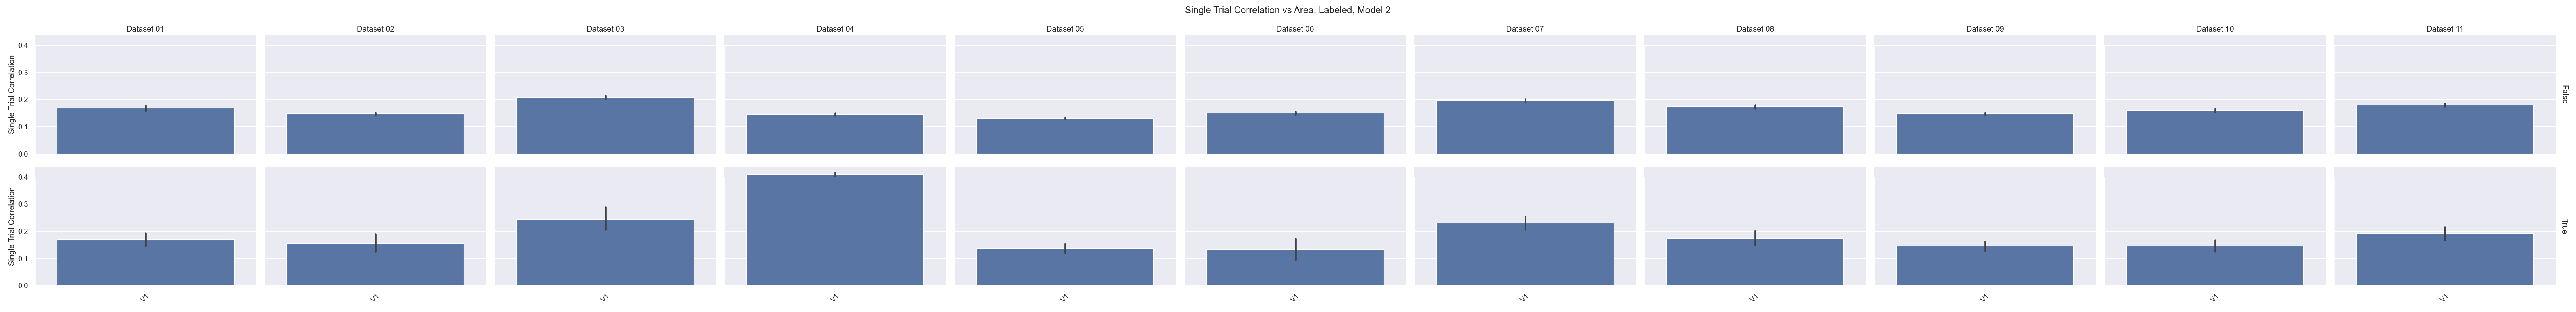 Single Trial Correlation vs Area, Labeled, Model 2
Dataset 01 Dataset 02 Dataset 03 Dataset 04 Dataset 05 Dataset 06 Dataset 07 Dataset 08 Dataset 09 Dataset 10 Dataset 11
Single Trial Correlation
0.4
0.3
0.2
0.1
0.0
False
Single Trial Correlation
0.4
0.3
0.2
0.1
0.0
True
V1 V1 V1 V1 V1 V1 V1 V1 V1 V1 V1